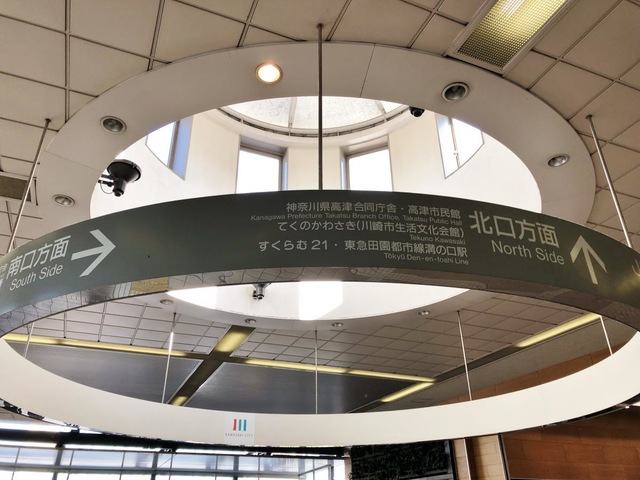 南口方面
South Side
神奈川県高津合同庁舎・高津市民館
Kanagawa Prefecture Takatsu Branch Office, Takatsu Public Hall
てくのかわさき(川崎市生活文化会館)
Tekuno Kawasaki
すくらむ21・東急田園都市線溝の口駅
Tōkyū Den-en-toshi Line
北口方面
North Side
KAWASAKI CITY